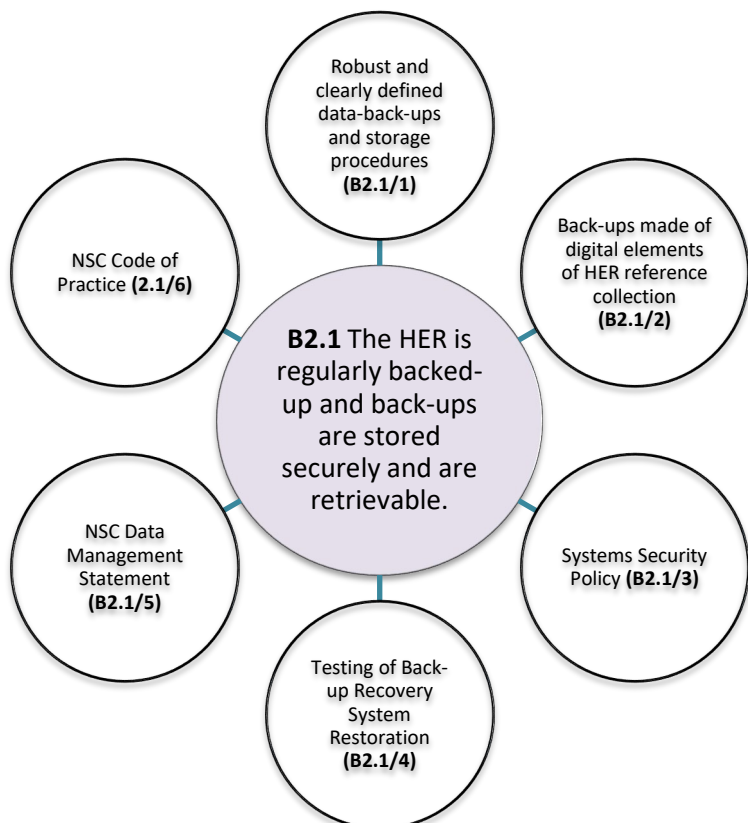 Robust and
clearly defined
data-back-ups
and storage
procedures
(B2.1/1)
NSC Code of
Practice (2.1/6)
Back-ups made of
digital elements
of HER reference
collection
(B2.1/2)
B2.1 The HER is
regularly backed-
up and back-ups
are stored
securely and are
retrievable.
NSC Data
Management
Statement
(B2.1/5)
Systems Security
Policy (B2.1/3)
Testing of Back-
up Recovery
System
Restoration
(B2.1/4)